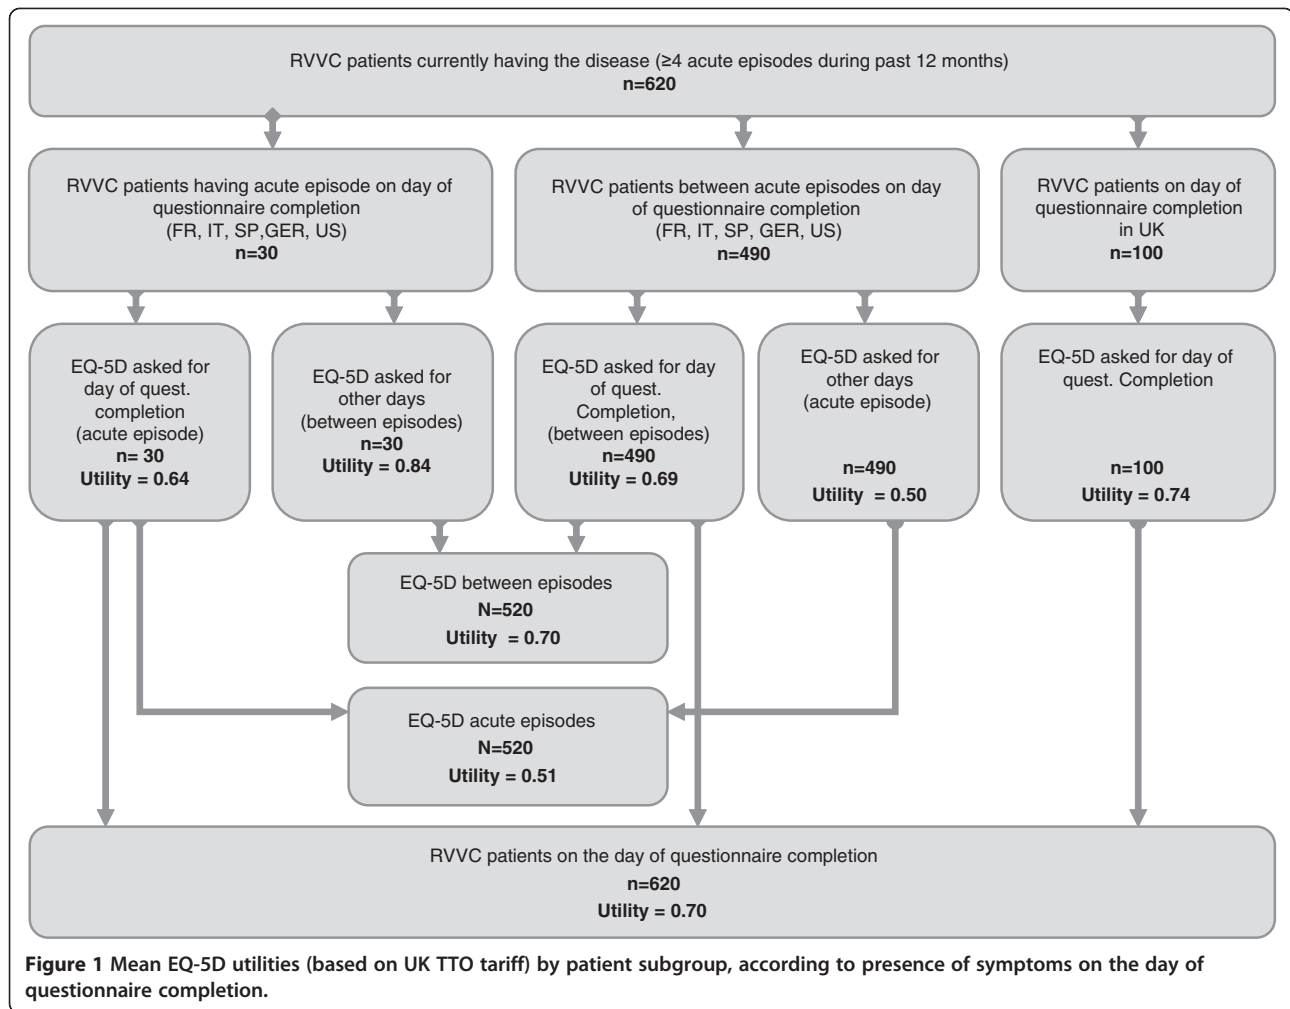 RVVC patients currently having the disease (≥4 acute episodes during past 12 months)
n=620
RVVC patients having acute episode on day of
questionnaire completion
(FR, IT, SP,GER, US)
n=30
RVVC patients between acute episodes on day
of questionnaire completion
(FR, IT, SP, GER, US)
n=490
RVVC patients on day of
questionnaire completion
in UK
n=100
EQ-5D asked for
day of quest.
completion
(acute episode)
n= 30
Utility = 0.64
EQ-5D asked for
other days
(between episodes)
n=30
Utility = 0.84
EQ-5D asked for day
of quest.
Completion,
(between episodes)
n=490
Utility = 0.69
EQ-5D asked for
other days
(acute episode)
n=490
Utility = 0.50
EQ-5D asked for day of
quest. Completion
n=100
Utility = 0.74
EQ-5D between episodes
N=520
Utility = 0.70
EQ-5D acute episodes
N=520
Utility = 0.51
RVVC patients on the day of questionnaire completion
n=620
Utility = 0.70
Figure 1 Mean EQ-5D utilities (based on UK TTO tariff) by patient subgroup, according to presence of symptoms on the day of
questionnaire completion.